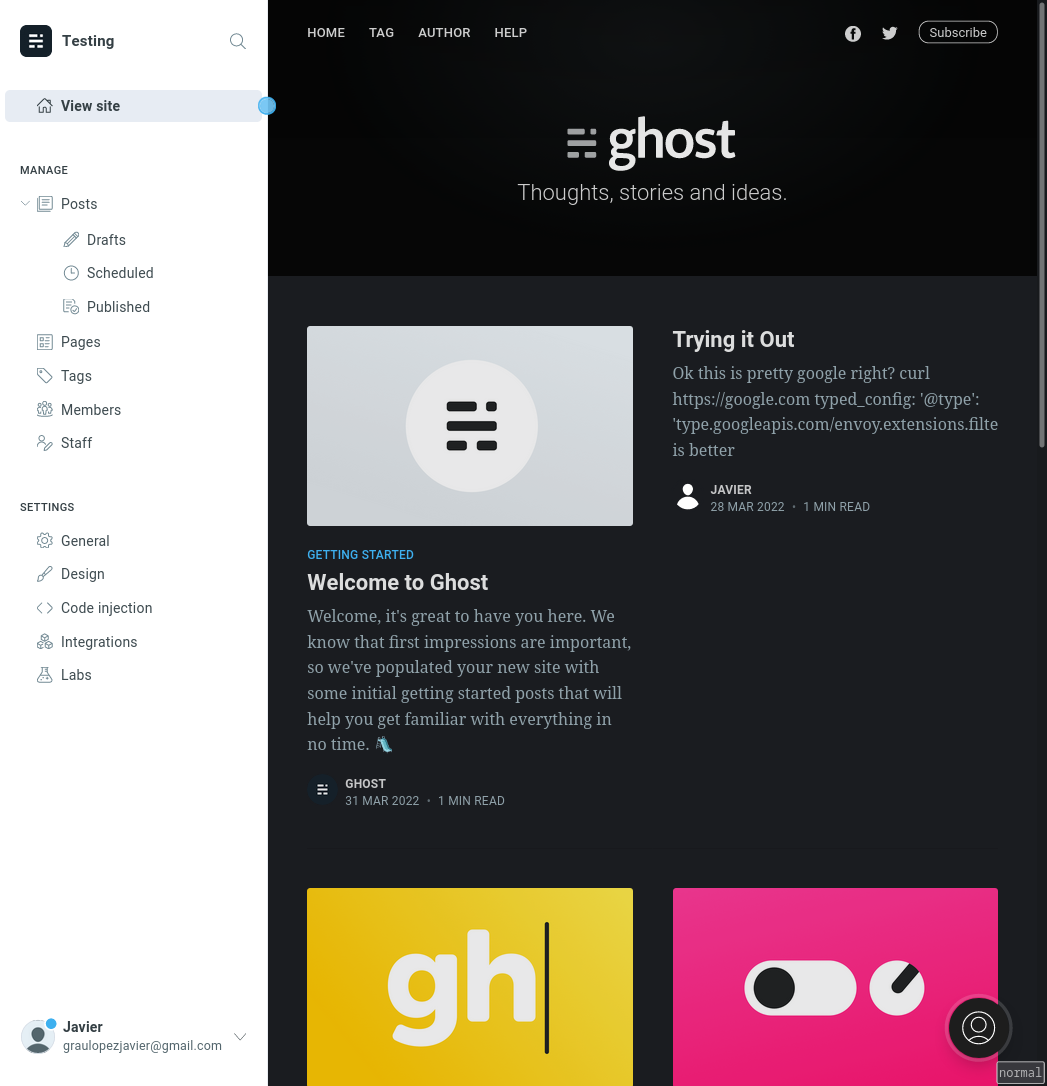 Testing
View site
MANAGE
Posts
Drafts
Scheduled
Published
Pages
Tags
Members
Staff
SETTINGS
General
Design
Code injection
Integrations
Labs
Javier
graulopezjavier@gmail.com
HOME TAG AUTHOR HELP
Subscribe
ghost
Thoughts, stories and ideas.
GETTING STARTED
Welcome to Ghost
Welcome, it's great to have you here. We
know that first impressions are important,
so we've populated your new site with
some initial getting started posts that will
help you get familiar with everything in
no time.
GHOST
31 MAR 2022 • 1 MIN READ
Trying it Out
Ok this is pretty google right? curl
https://google.com typed_config: '@type':
'type.googleapis.com/envoy.extensions.filte
is better
JAVIER
28 MAR 2022 • 1 MIN READ
gh
normal